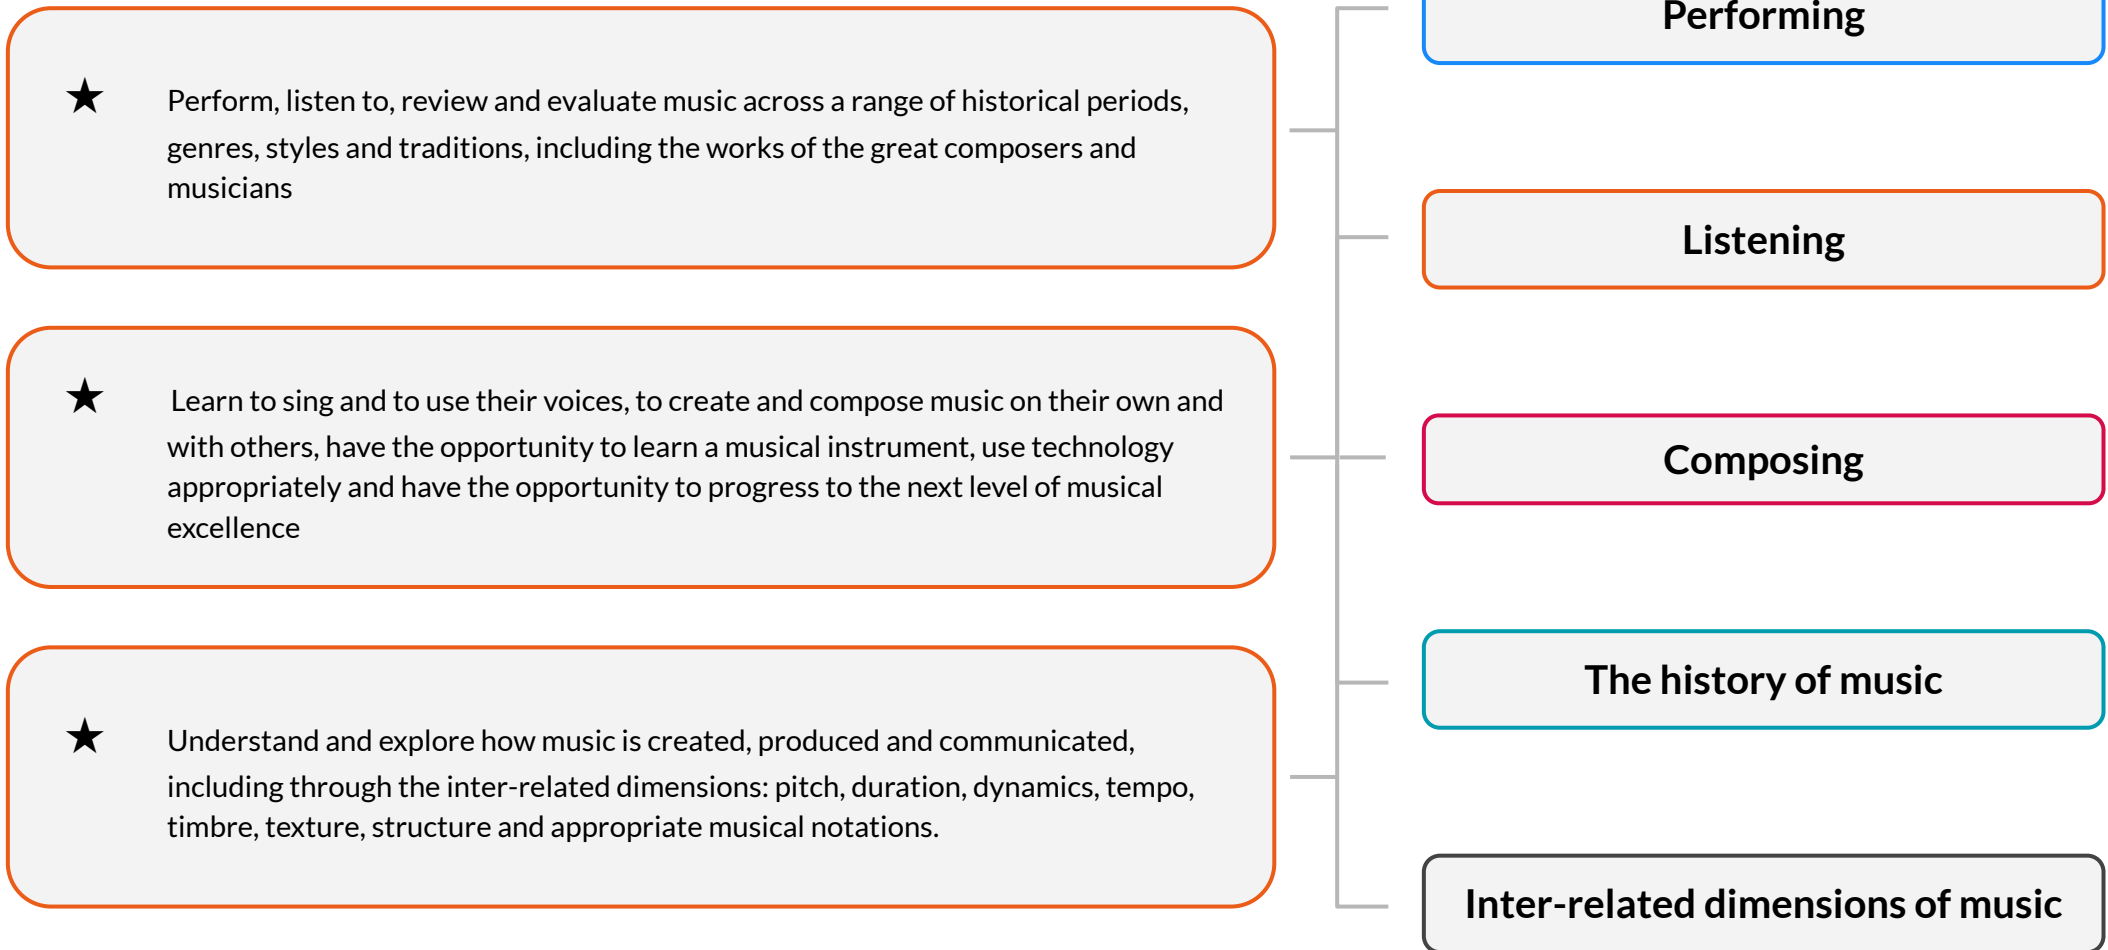 ★ Perform, listen to, review and evaluate music across a range of historical periods,
genres, styles and traditions, including the works of the great composers and
musicians
★ Learn to sing and to use their voices, to create and compose music on their own and
with others, have the opportunity to learn a musical instrument, use technology
appropriately and have the opportunity to progress to the next level of musical
excellence
★ Understand and explore how music is created, produced and communicated,
including through the inter-related dimensions: pitch, duration, dynamics, tempo,
timbre, texture, structure and appropriate musical notations.
Performing
Listening
Composing
The history of music
Inter-related dimensions of music